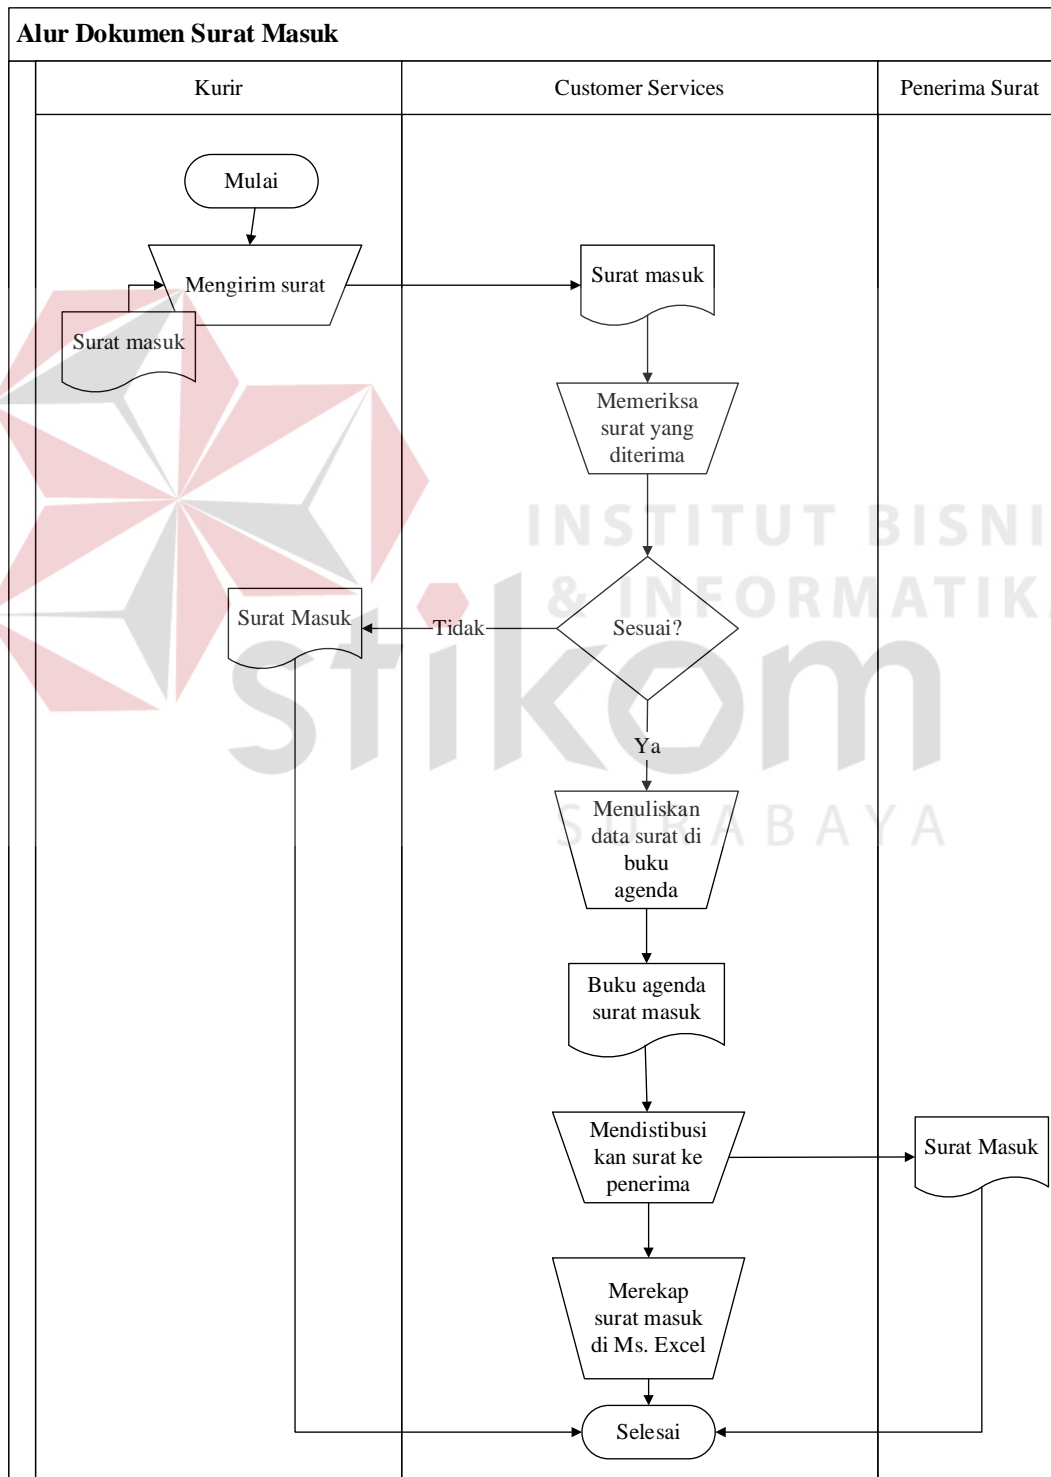 Alur Dokumen Surat Masuk
Kurir
Customer Services
Penerima Surat
Mulai
Mengirim surat
Surat masuk
Surat masuk
Memeriksa
surat yang
diterima
INSTITUT BISNI
& INFORMATIKA
stikom
SURABAYA
Sesuai?
Tidak
Surat Masuk
Ya
Menuliskan
data surat di
buku
agenda
Buku agenda
surat masuk
Mendistibusi
kan surat ke
penerima
Surat Masuk
Merekap
surat masuk
di Ms. Excel
Selesai